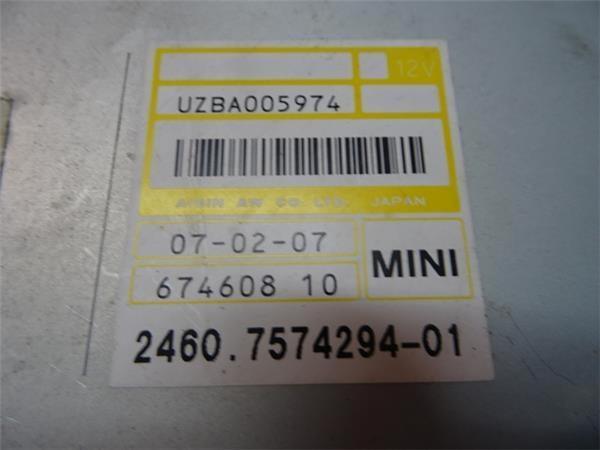 12V
UZBA005974
AISIN AW CO., LTD. JAPAN
07-02-07
MINI
674608 10
2460.7574294-01